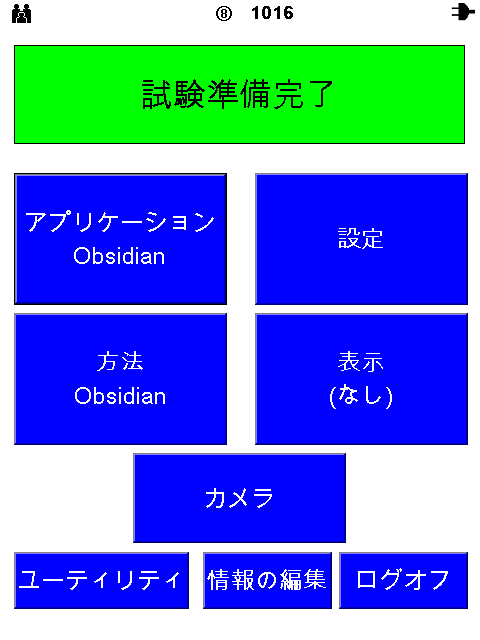 ⑧ 1016
試験準備完了
アプリケーション
Obsidian
設定
方法
Obsidian
表示
(なし)
カメラ
ユーティリティ
情報の編集
ログオフ